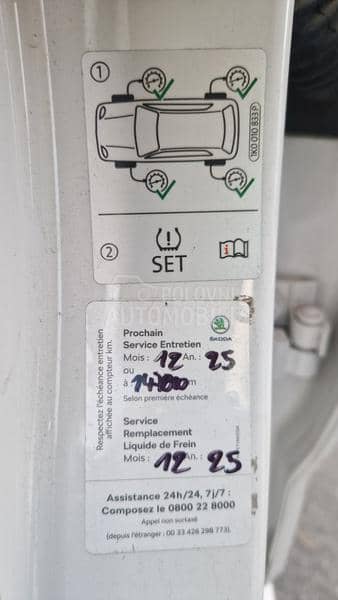 1
1K0 010 833 P
2
SET
POLOVNI
AUTOMOBILI
Respectez l'échéance entretien
affichée au compteur km.
Prochain
Service Entretien
ŠKODA
Mois : 12 An. : 25
ou
à
Selon première échéance
Service
Remplacement
Liquide de Frein
Mois : 12 An. : 25
Assistance 24h/24, 7j/7 :
Composez le 0800 22 8000
Appel non surtaxé
(depuis l'étranger : 00 33 426 298 773).